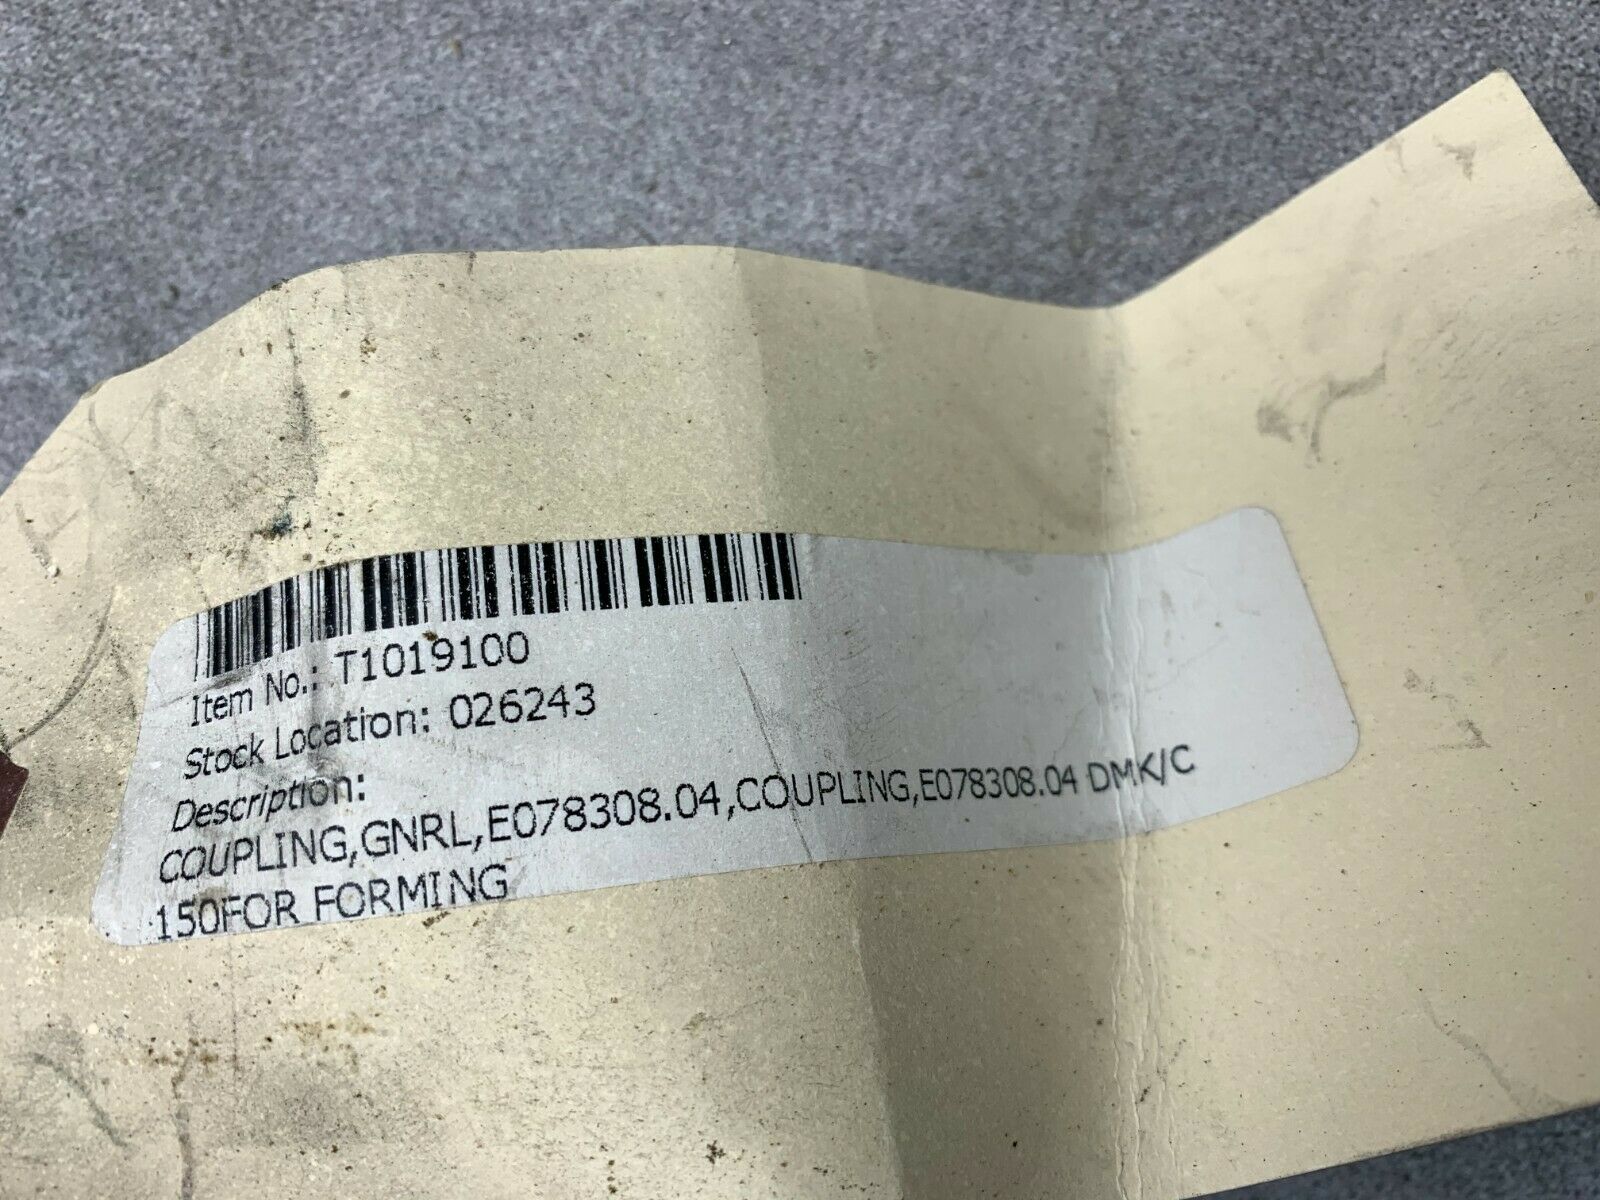 Item No.: T1019100
Stock Location: 026243
Description:
COUPLING,GNRL,E078308.04,COUPLING,E078308.04 DMK/C
150FOR FORMING